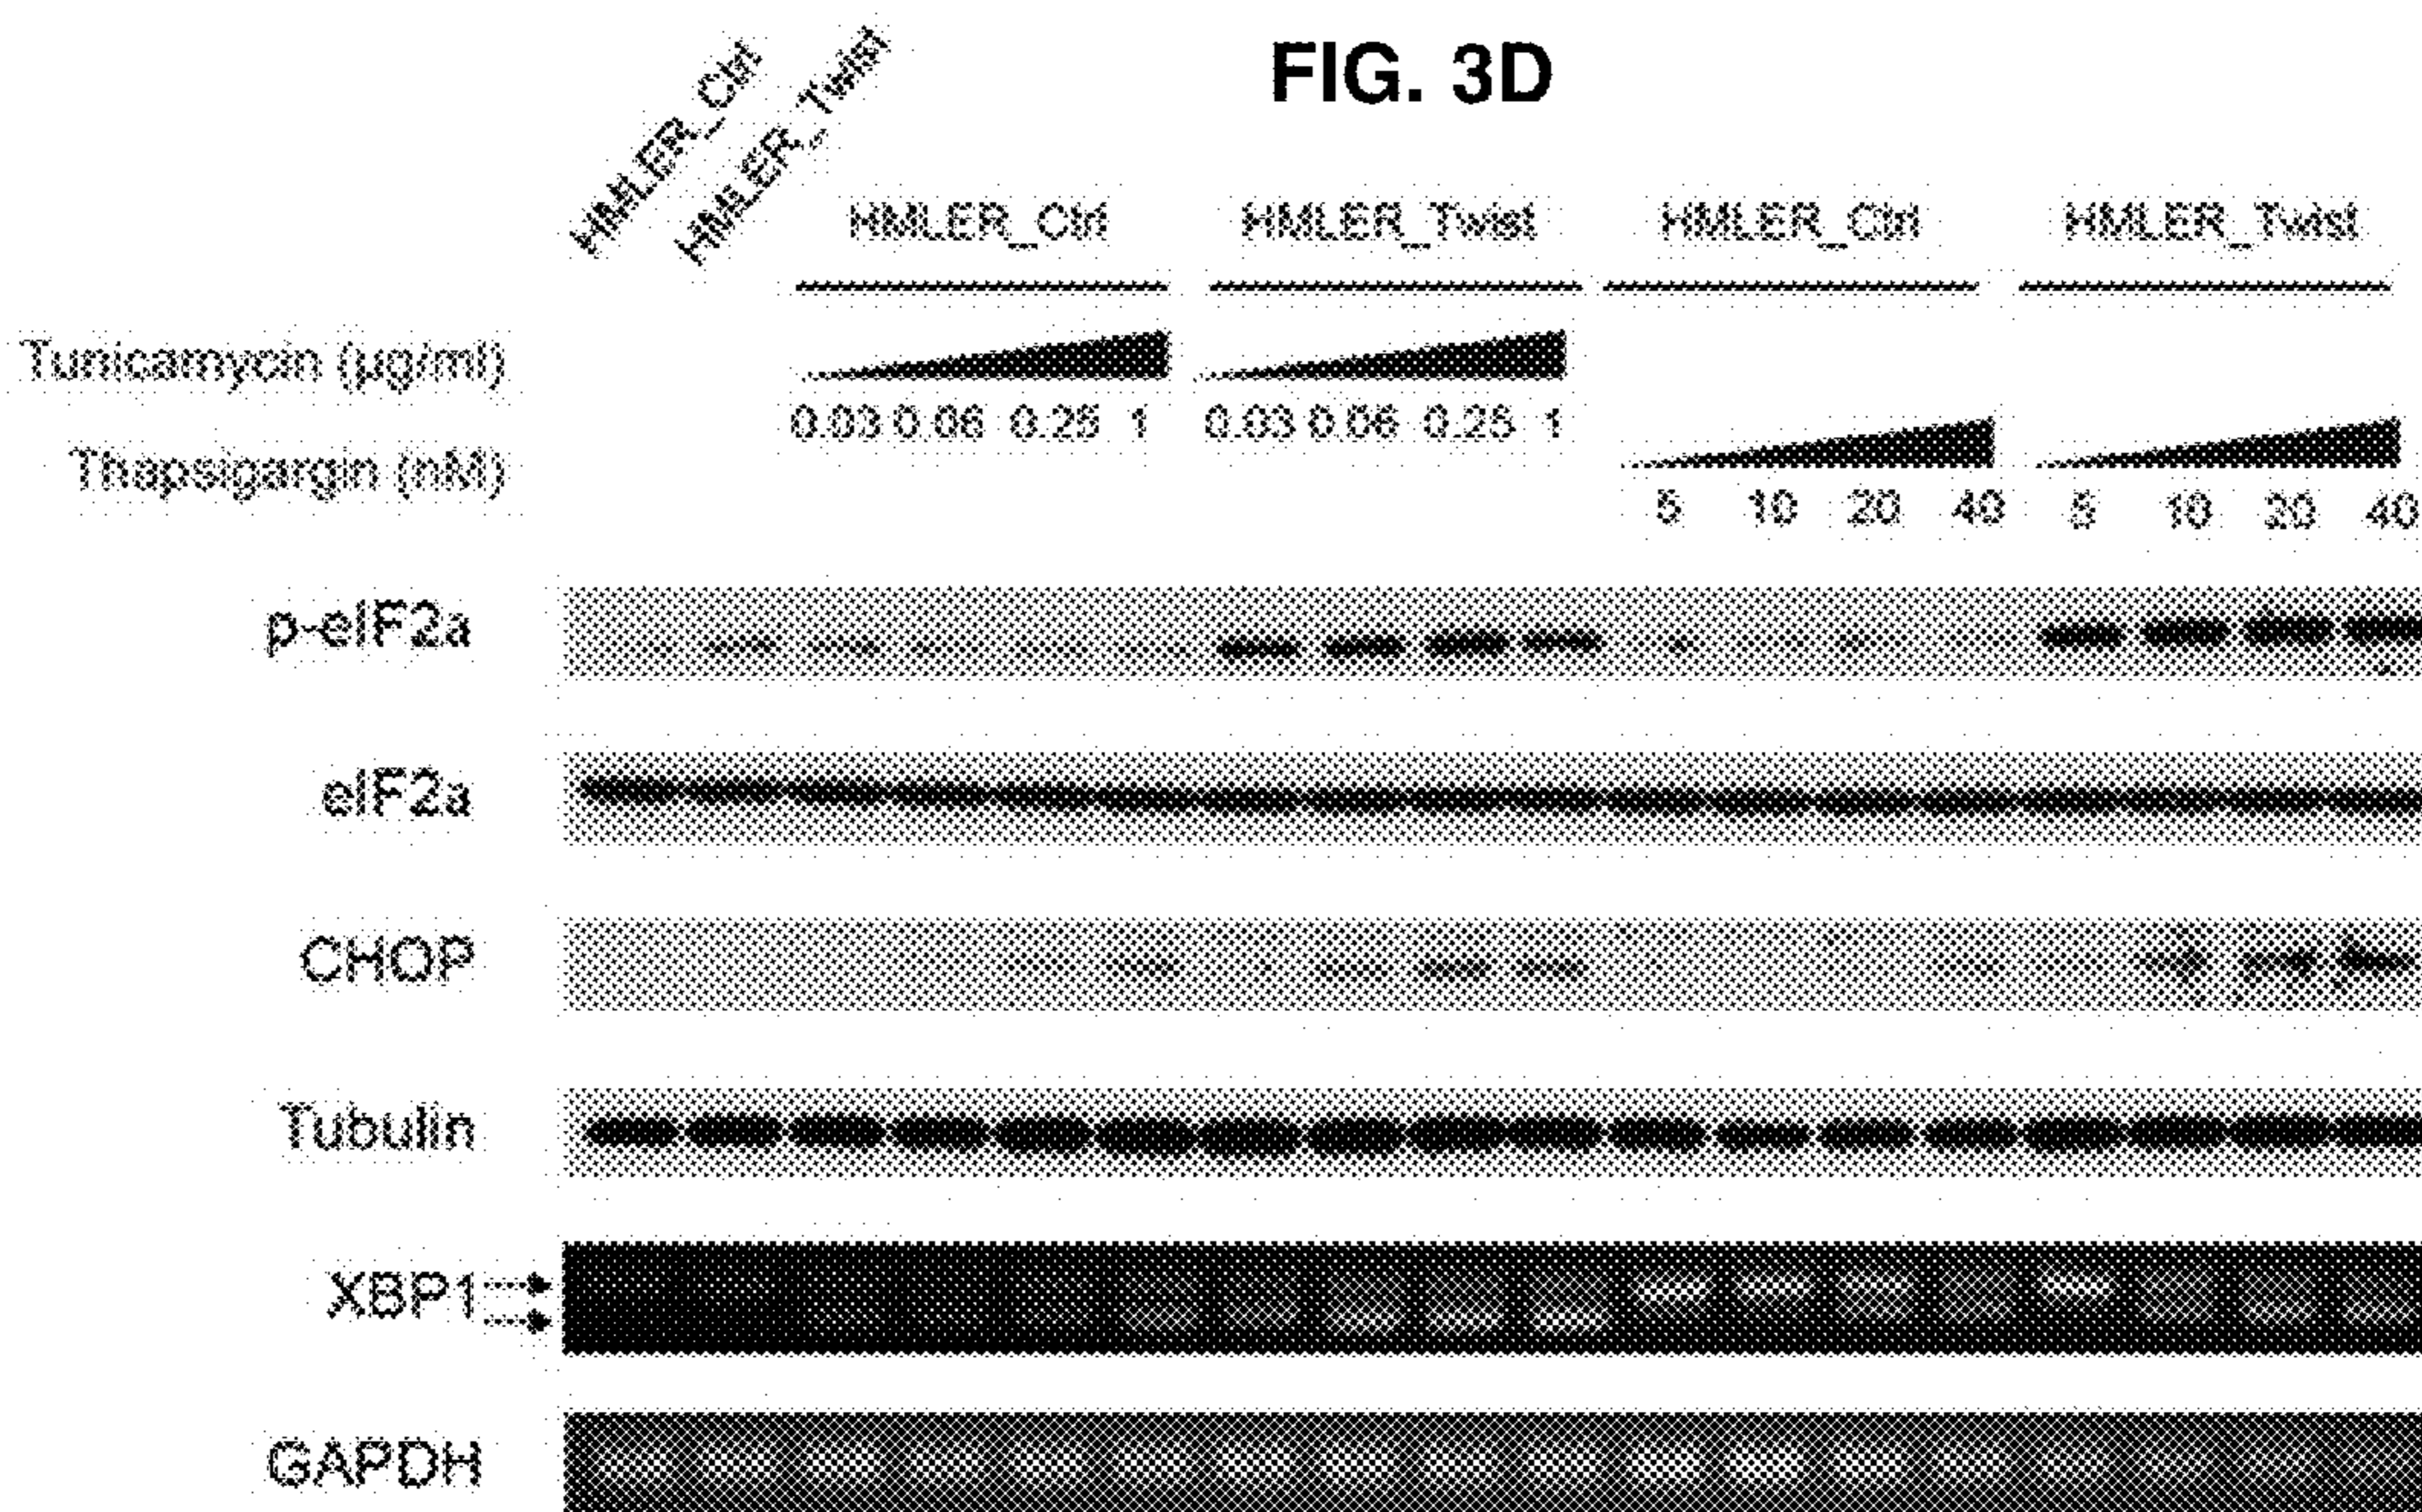 FIG. 3D
HMLER_Ctrl HMLER_Twist
HMLER_Ctrl HMLER_Twist HMLER_Ctrl HMLER_Twist
Tunicamycin (µg/ml)
0.03 0.06 0.25 1 0.03 0.06 0.25 1
Thapsigargin (nM)
5 10 20 40 5 10 20 40
p-eIF2a
eIF2a
CHOP
Tubulin
XBP1
GAPDH